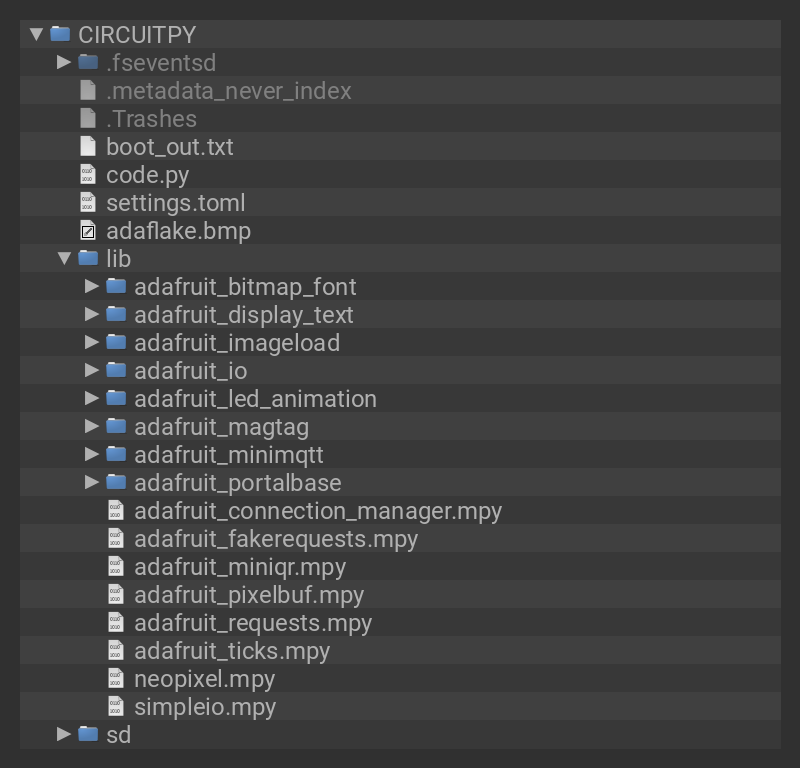 CIRCUITPY
.fseventsd
.metadata_never_index
.Trashes
boot_out.txt
code.py
settings.toml
adaflake.bmp
lib
adafruit_bitmap_font
adafruit_display_text
adafruit_imageload
adafruit_io
adafruit_led_animation
adafruit_magtag
adafruit_minimqtt
adafruit_portalbase
adafruit_connection_manager.mpy
adafruit_fakerequests.mpy
adafruit_miniqr.mpy
adafruit_pixelbuf.mpy
adafruit_requests.mpy
adafruit_ticks.mpy
neopixel.mpy
simpleio.mpy
sd